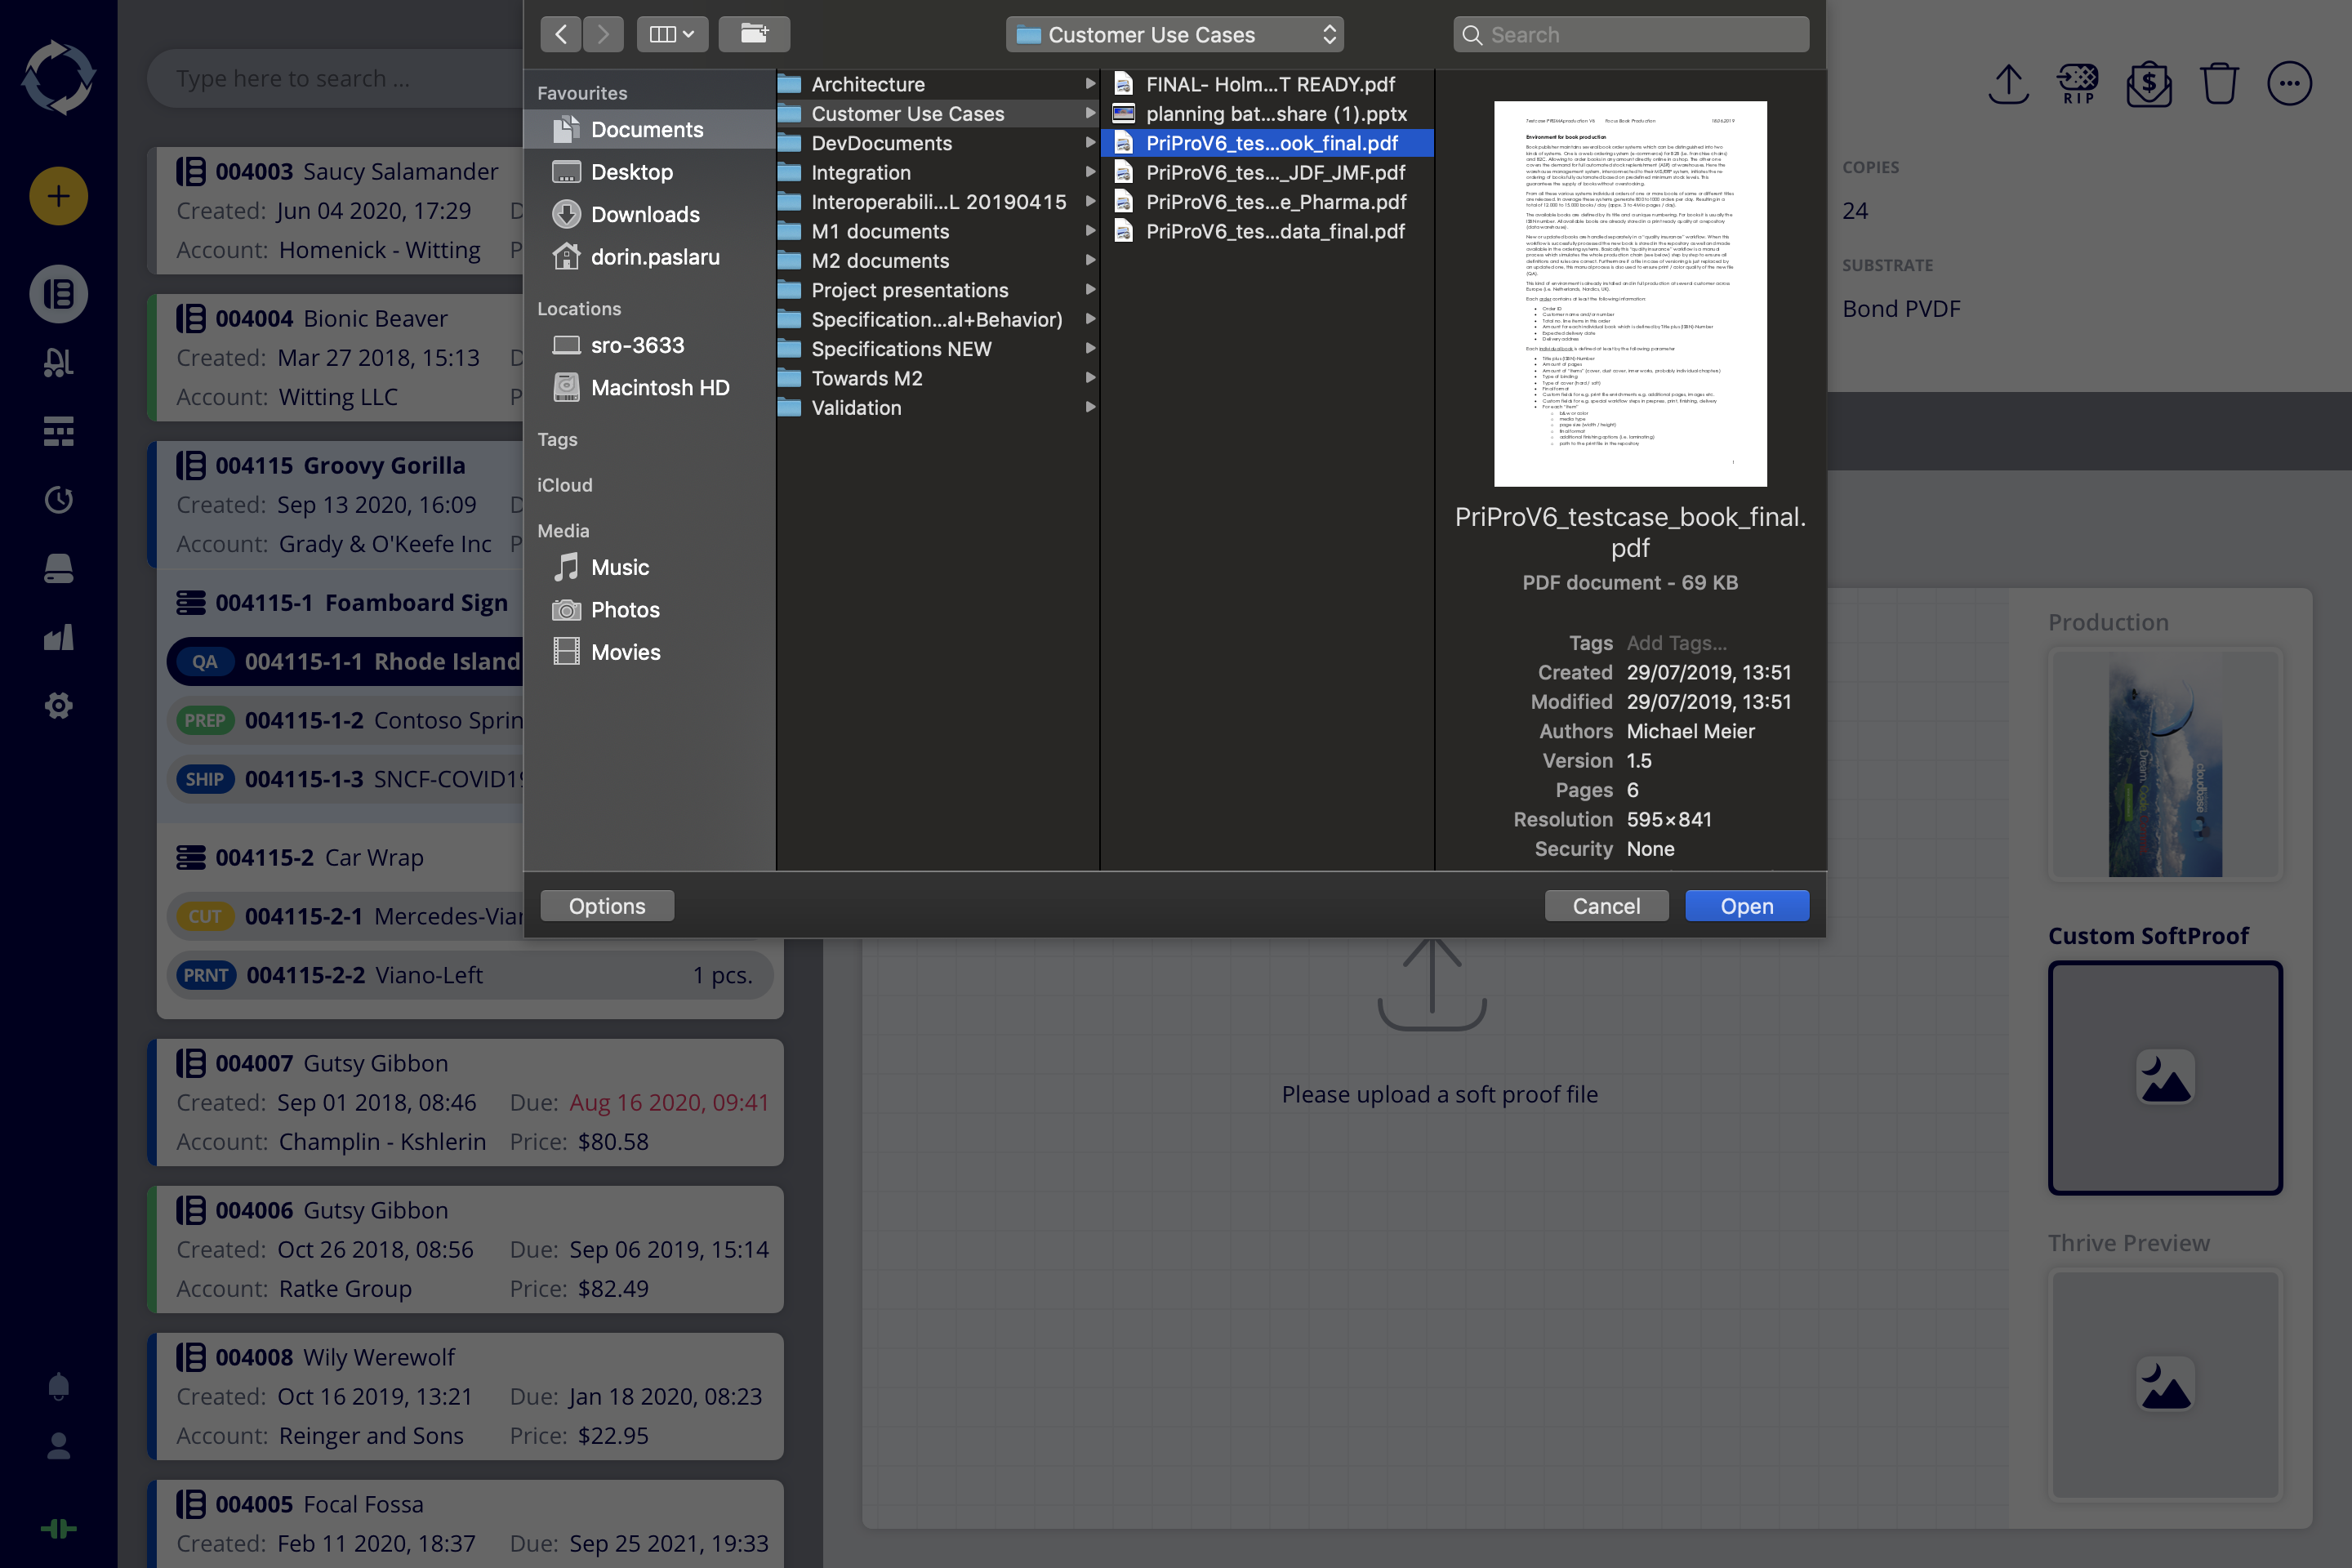 Customer Use Cases
Search
Type here to search ...
RIP
$
Favourites
Documents
Desktop
Downloads
dorin.paslaru
Locations
sro-3633
Macintosh HD
Tags
iCloud
Media
Music
Photos
Movies
Architecture
Customer Use Cases
DevDocuments
Integration
Interoperabili...L 20190415
M1 documents
M2 documents
Project presentations
Specification...al+Behavior)
Specifications NEW
Towards M2
Validation
FINAL- Holm...T READY.pdf
planning bat...share (1).pptx
PriProV6_tes...ook_final.pdf
PriProV6_tes..._JDF_JMF.pdf
PriProV6_tes...e_Pharma.pdf
PriProV6_tes...data_final.pdf
Environment for book production
PriProV6_testcase_book_final.
pdf
PDF document - 69 KB
Tags Add Tags...
Created 29/07/2019, 13:51
Modified 29/07/2019, 13:51
Authors Michael Meier
Version 1.5
Pages 6
Resolution 595×841
Security None
Options
Cancel
Open
COPIES
24
SUBSTRATE
Bond PVDF
004003 Saucy Salamander
Created: Jun 04 2020, 17:29 D
Account: Homenick - Witting P
004004 Bionic Beaver
Created: Mar 27 2018, 15:13 D
Account: Witting LLC P
004115 Groovy Gorilla
Created: Sep 13 2020, 16:09 D
Account: Grady & O'Keefe Inc P
004115-1 Foamboard Sign
QA 004115-1-1 Rhode Island
PREP 004115-1-2 Contoso Sprin
SHIP 004115-1-3 SNCF-COVID19
004115-2 Car Wrap
CUT 004115-2-1 Mercedes-Vian
PRNT 004115-2-2 Viano-Left 1 pcs.
004007 Gutsy Gibbon
Created: Sep 01 2018, 08:46 Due: Aug 16 2020, 09:41
Account: Champlin - Kshlerin Price: $80.58
004006 Gutsy Gibbon
Created: Oct 26 2018, 08:56 Due: Sep 06 2019, 15:14
Account: Ratke Group Price: $82.49
004008 Wily Werewolf
Created: Oct 16 2019, 13:21 Due: Jan 18 2020, 08:23
Account: Reinger and Sons Price: $22.95
004005 Focal Fossa
Created: Feb 11 2020, 18:37 Due: Sep 25 2021, 19:33
Please upload a soft proof file
Production
cloudbase
Dream.
Custom SoftProof
Thrive Preview